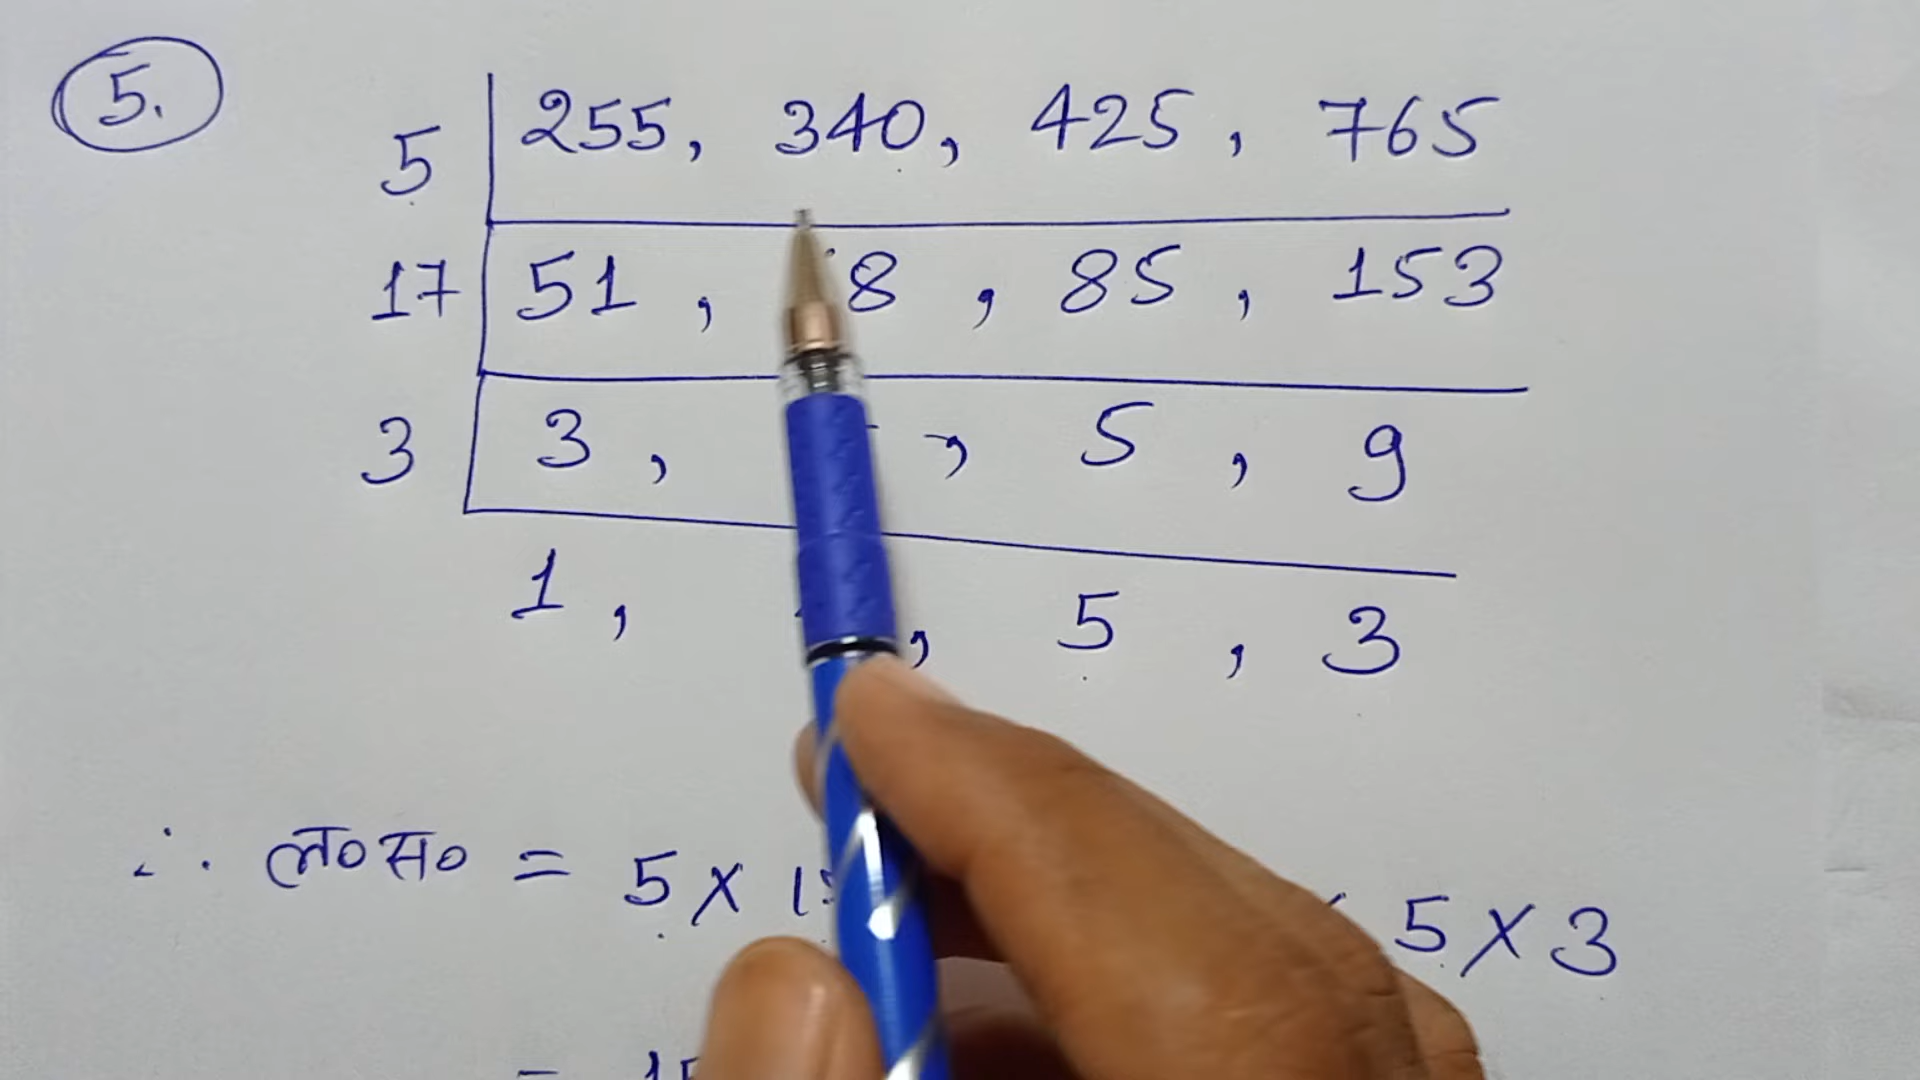 5.
5 255, 340, 425, 765
17 51, 8, 85, 153
3 3, , 5, 9
1, , 5, 3
∴ ल॰स॰ = 5 × 1 5 × 3
= 15